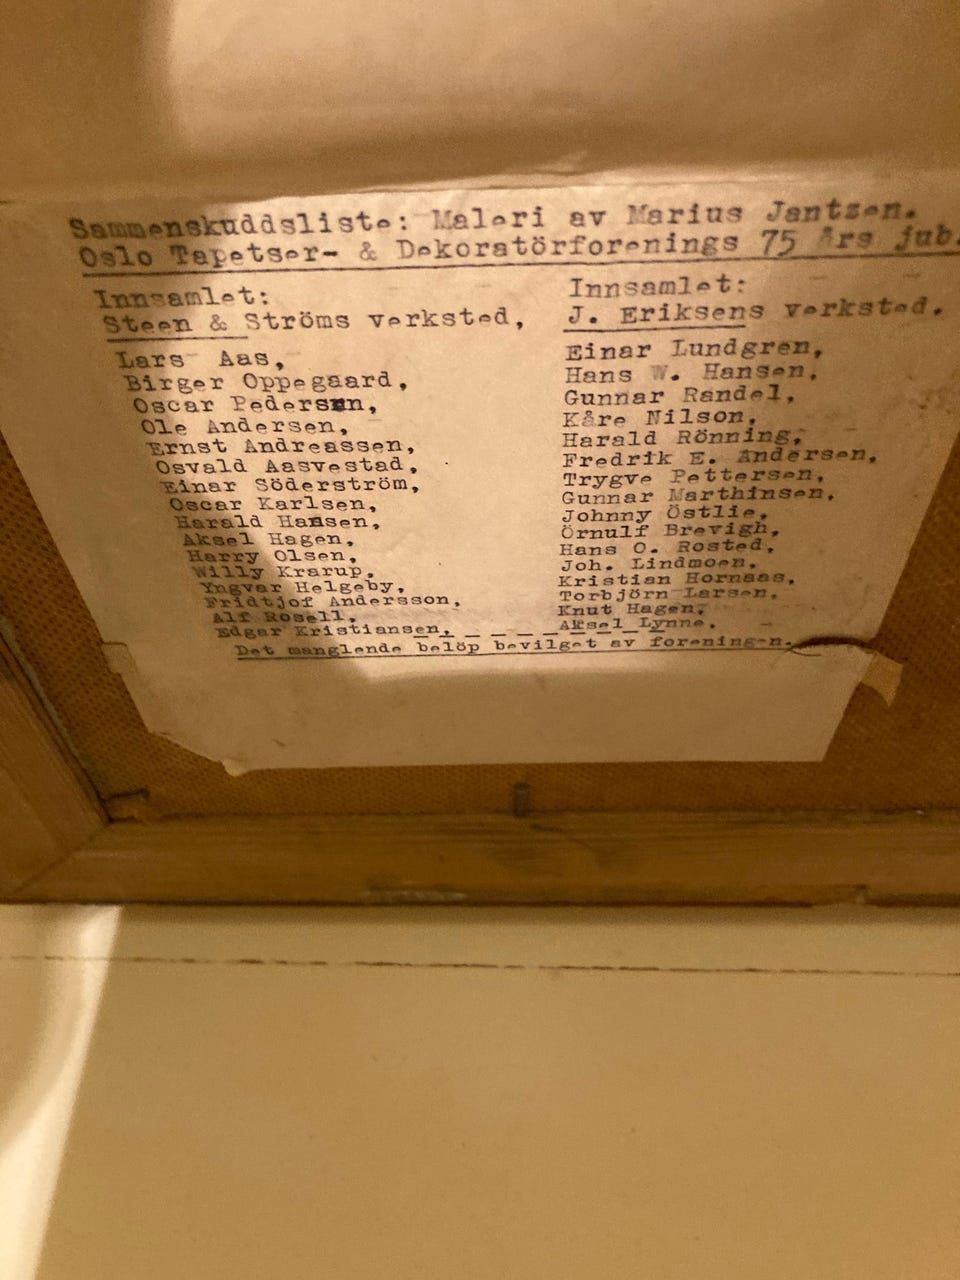 Sammenskuddsliste: Maleri av Marius Jantzen.
Oslo Tapetser- & Dekoratörforenings 75 års jub.
Innsamlet:
Steen & Ströms verksted,
Lars Aas,
Birger Oppegaard,
Oscar Pedersen,
Ole Andersen,
Ernst Andreassen,
Osvald Aasvestad,
Einar Söderström,
Oscar Karlsen,
Harald Hansen,
Aksel Hagen,
Harry Olsen,
Willy Krarup,
Yngvar Helgeby,
Fridtjof Andersson,
Alf Rosell,
Edgar Kristiansen,
Innsamlet:
J. Eriksens verksted.
Einar Lundgren,
Hans W. Hansen,
Gunnar Randel,
Kåre Nilson,
Harald Rönning,
Fredrik E. Andersen,
Trygve Pettersen,
Gunnar Marthinsen,
Johnny Östlie,
Örnulf Brevigh,
Hans O. Rosted,
Joh. Lindmoen,
Kristian Hornaas,
Torbjörn Larsen,
Knut Hagen,
Aksel Lynne,
Det manglende belöp bevilget av foreningen.